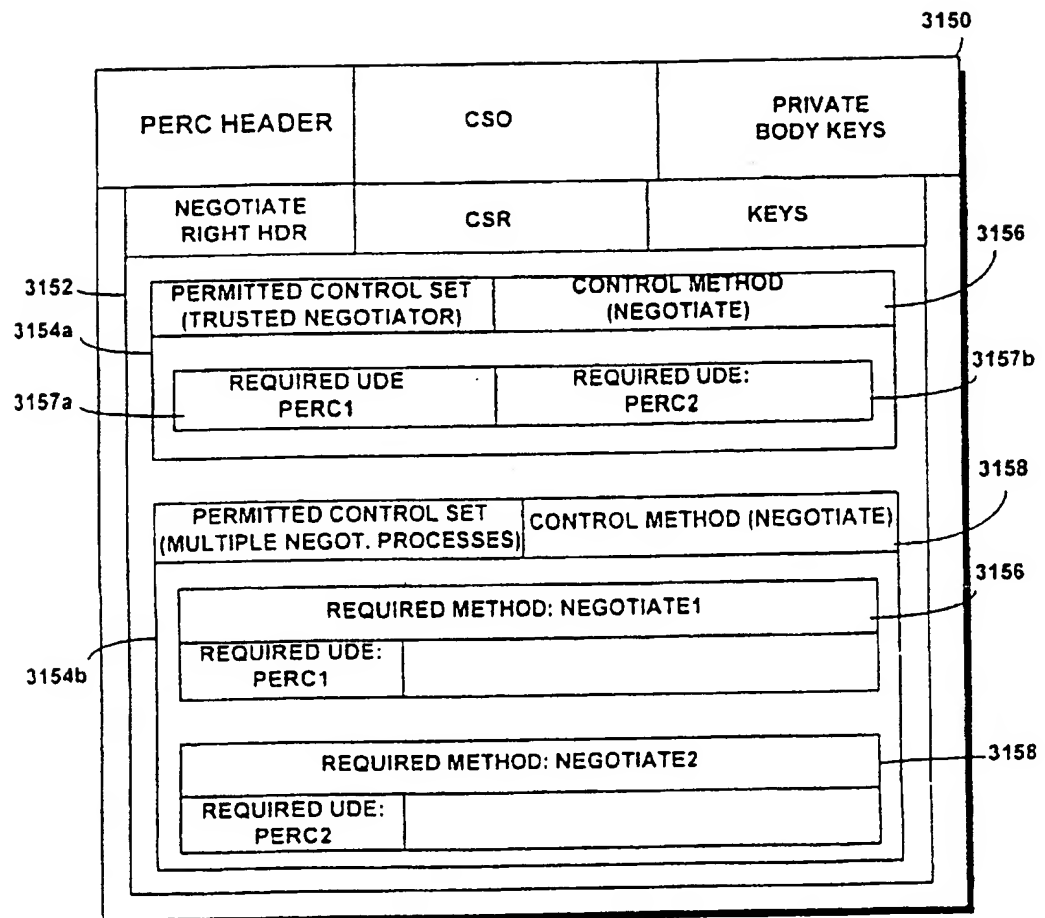 3150
PERC HEADER
CSO
PRIVATE
BODY KEYS
NEGOTIATE
RIGHT HDR
CSR
KEYS
3156
3152
PERMITTED CONTROL SET
(TRUSTED NEGOTIATOR)
CONTROL METHOD
(NEGOTIATE)
3154a
3157b
REQUIRED UDE
PERC1
REQUIRED UDE:
PERC2
3157a
3158
PERMITTED CONTROL SET
(MULTIPLE NEGOT. PROCESSES)
CONTROL METHOD (NEGOTIATE)
3156
REQUIRED METHOD: NEGOTIATE1
REQUIRED UDE:
PERC1
3154b
REQUIRED METHOD: NEGOTIATE2
3158
REQUIRED UDE:
PERC2